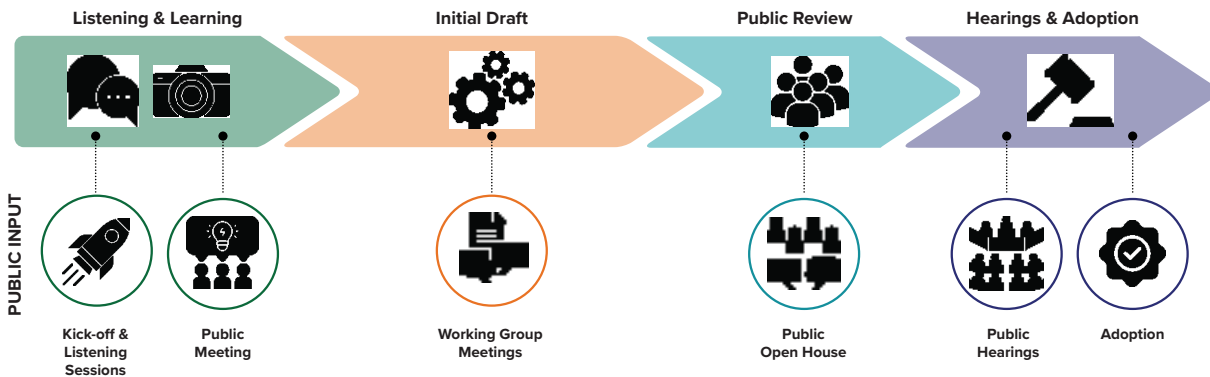 Listening & Learning
Initial Draft
Public Review
Hearings & Adoption
PUBLIC INPUT
Kick-off &
Listening
Sessions
Public
Meeting
Working Group
Meetings
Public
Open House
Public
Hearings
Adoption